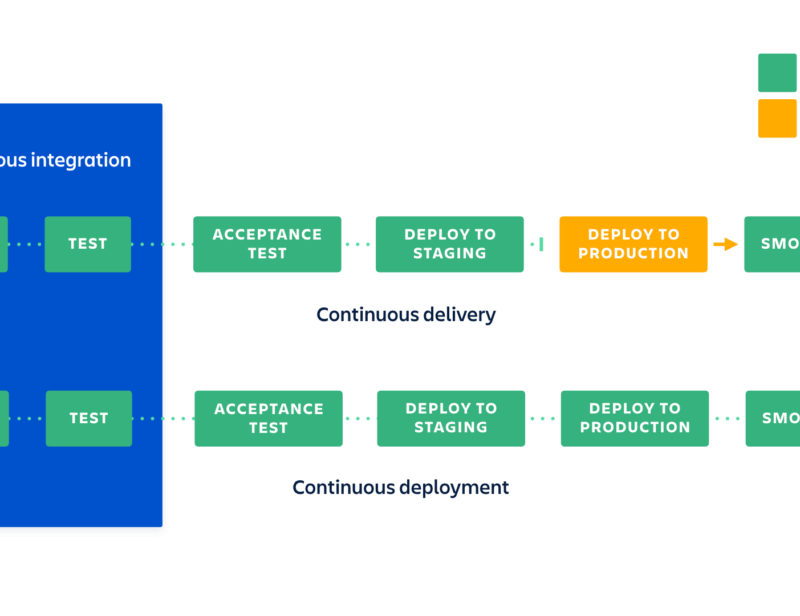 ous integration
TEST
ACCEPTANCE
TEST
DEPLOY TO
STAGING
DEPLOY TO
PRODUCTION
SMO
Continuous delivery
TEST
ACCEPTANCE
TEST
DEPLOY TO
STAGING
DEPLOY TO
PRODUCTION
SMO
Continuous deployment